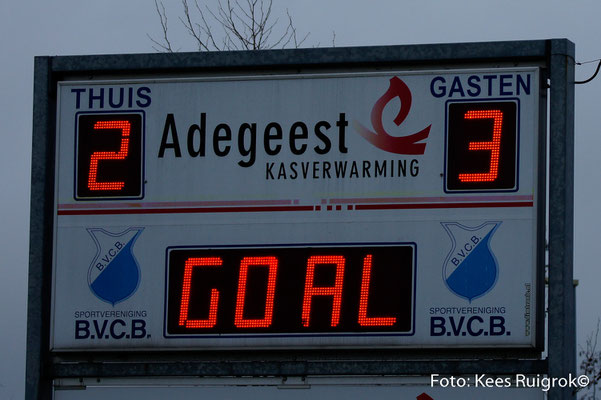 THUIS
GASTEN
2
Adegeest
3
KASVERWARMING
B.V.C.B.
GOAL
B.V.C.B.
SPORTVERENIGING
B.V.C.B.
SPORTVERENIGING
B.V.C.B.
Foto: Kees Ruigrok©